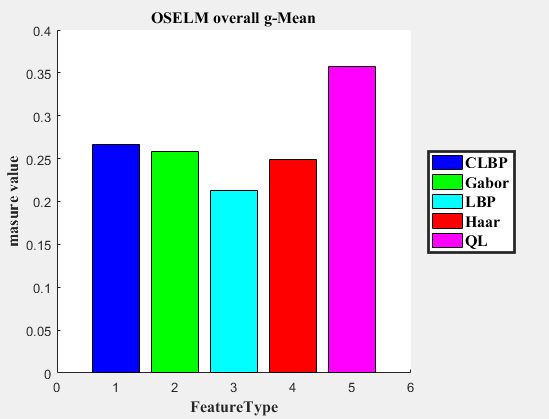 OSELM overall g-Mean
0.4
0.35
0.3
0.25
0.2
0.15
0.1
0.05
0
masure value
0 1 2 3 4 5 6
FeatureType
CLBP
Gabor
LBP
Haar
QL